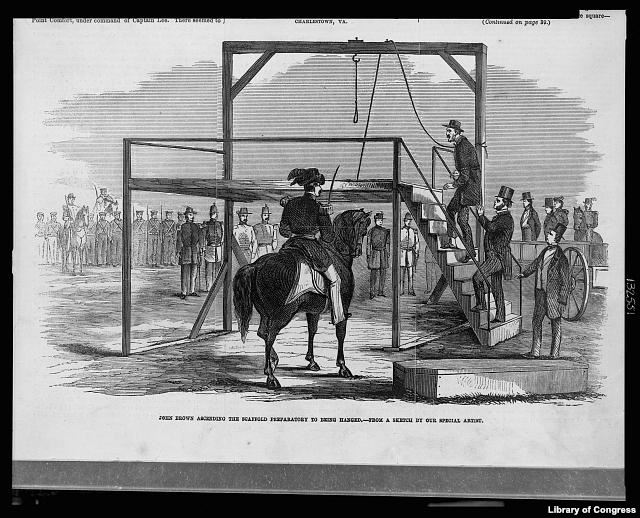 Point Comfort, under command of Captain Lee. There seemed to
CHARLESTOWN, VA.
(Continued on page 39.)
e square—
132551
JOHN BROWN ASCENDING THE SCAFFOLD PREPARATORY TO BEING HANGED.—FROM A SKETCH BY OUR SPECIAL ARTIST.
Library of Congress